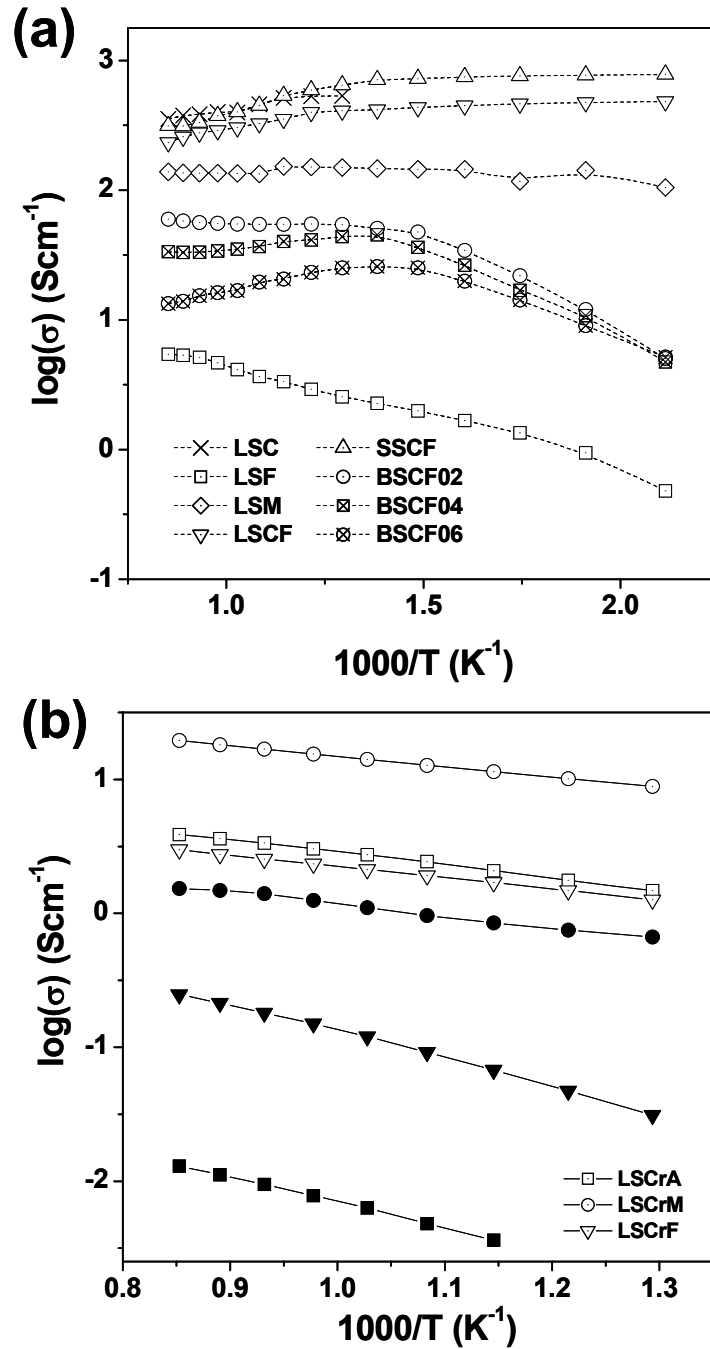 (a)
3
2
1
0
-1
log(σ) (Scm⁻¹)
LSC
LSF
LSM
LSCF
SSCF
BSCF02
BSCF04
BSCF06
1.0 1.5 2.0
1000/T (K⁻¹)
(b)
1
0
-1
-2
log(σ) (Scm⁻¹)
LSCrA
LSCrM
LSCrF
0.8 0.9 1.0 1.1 1.2 1.3
1000/T (K⁻¹)